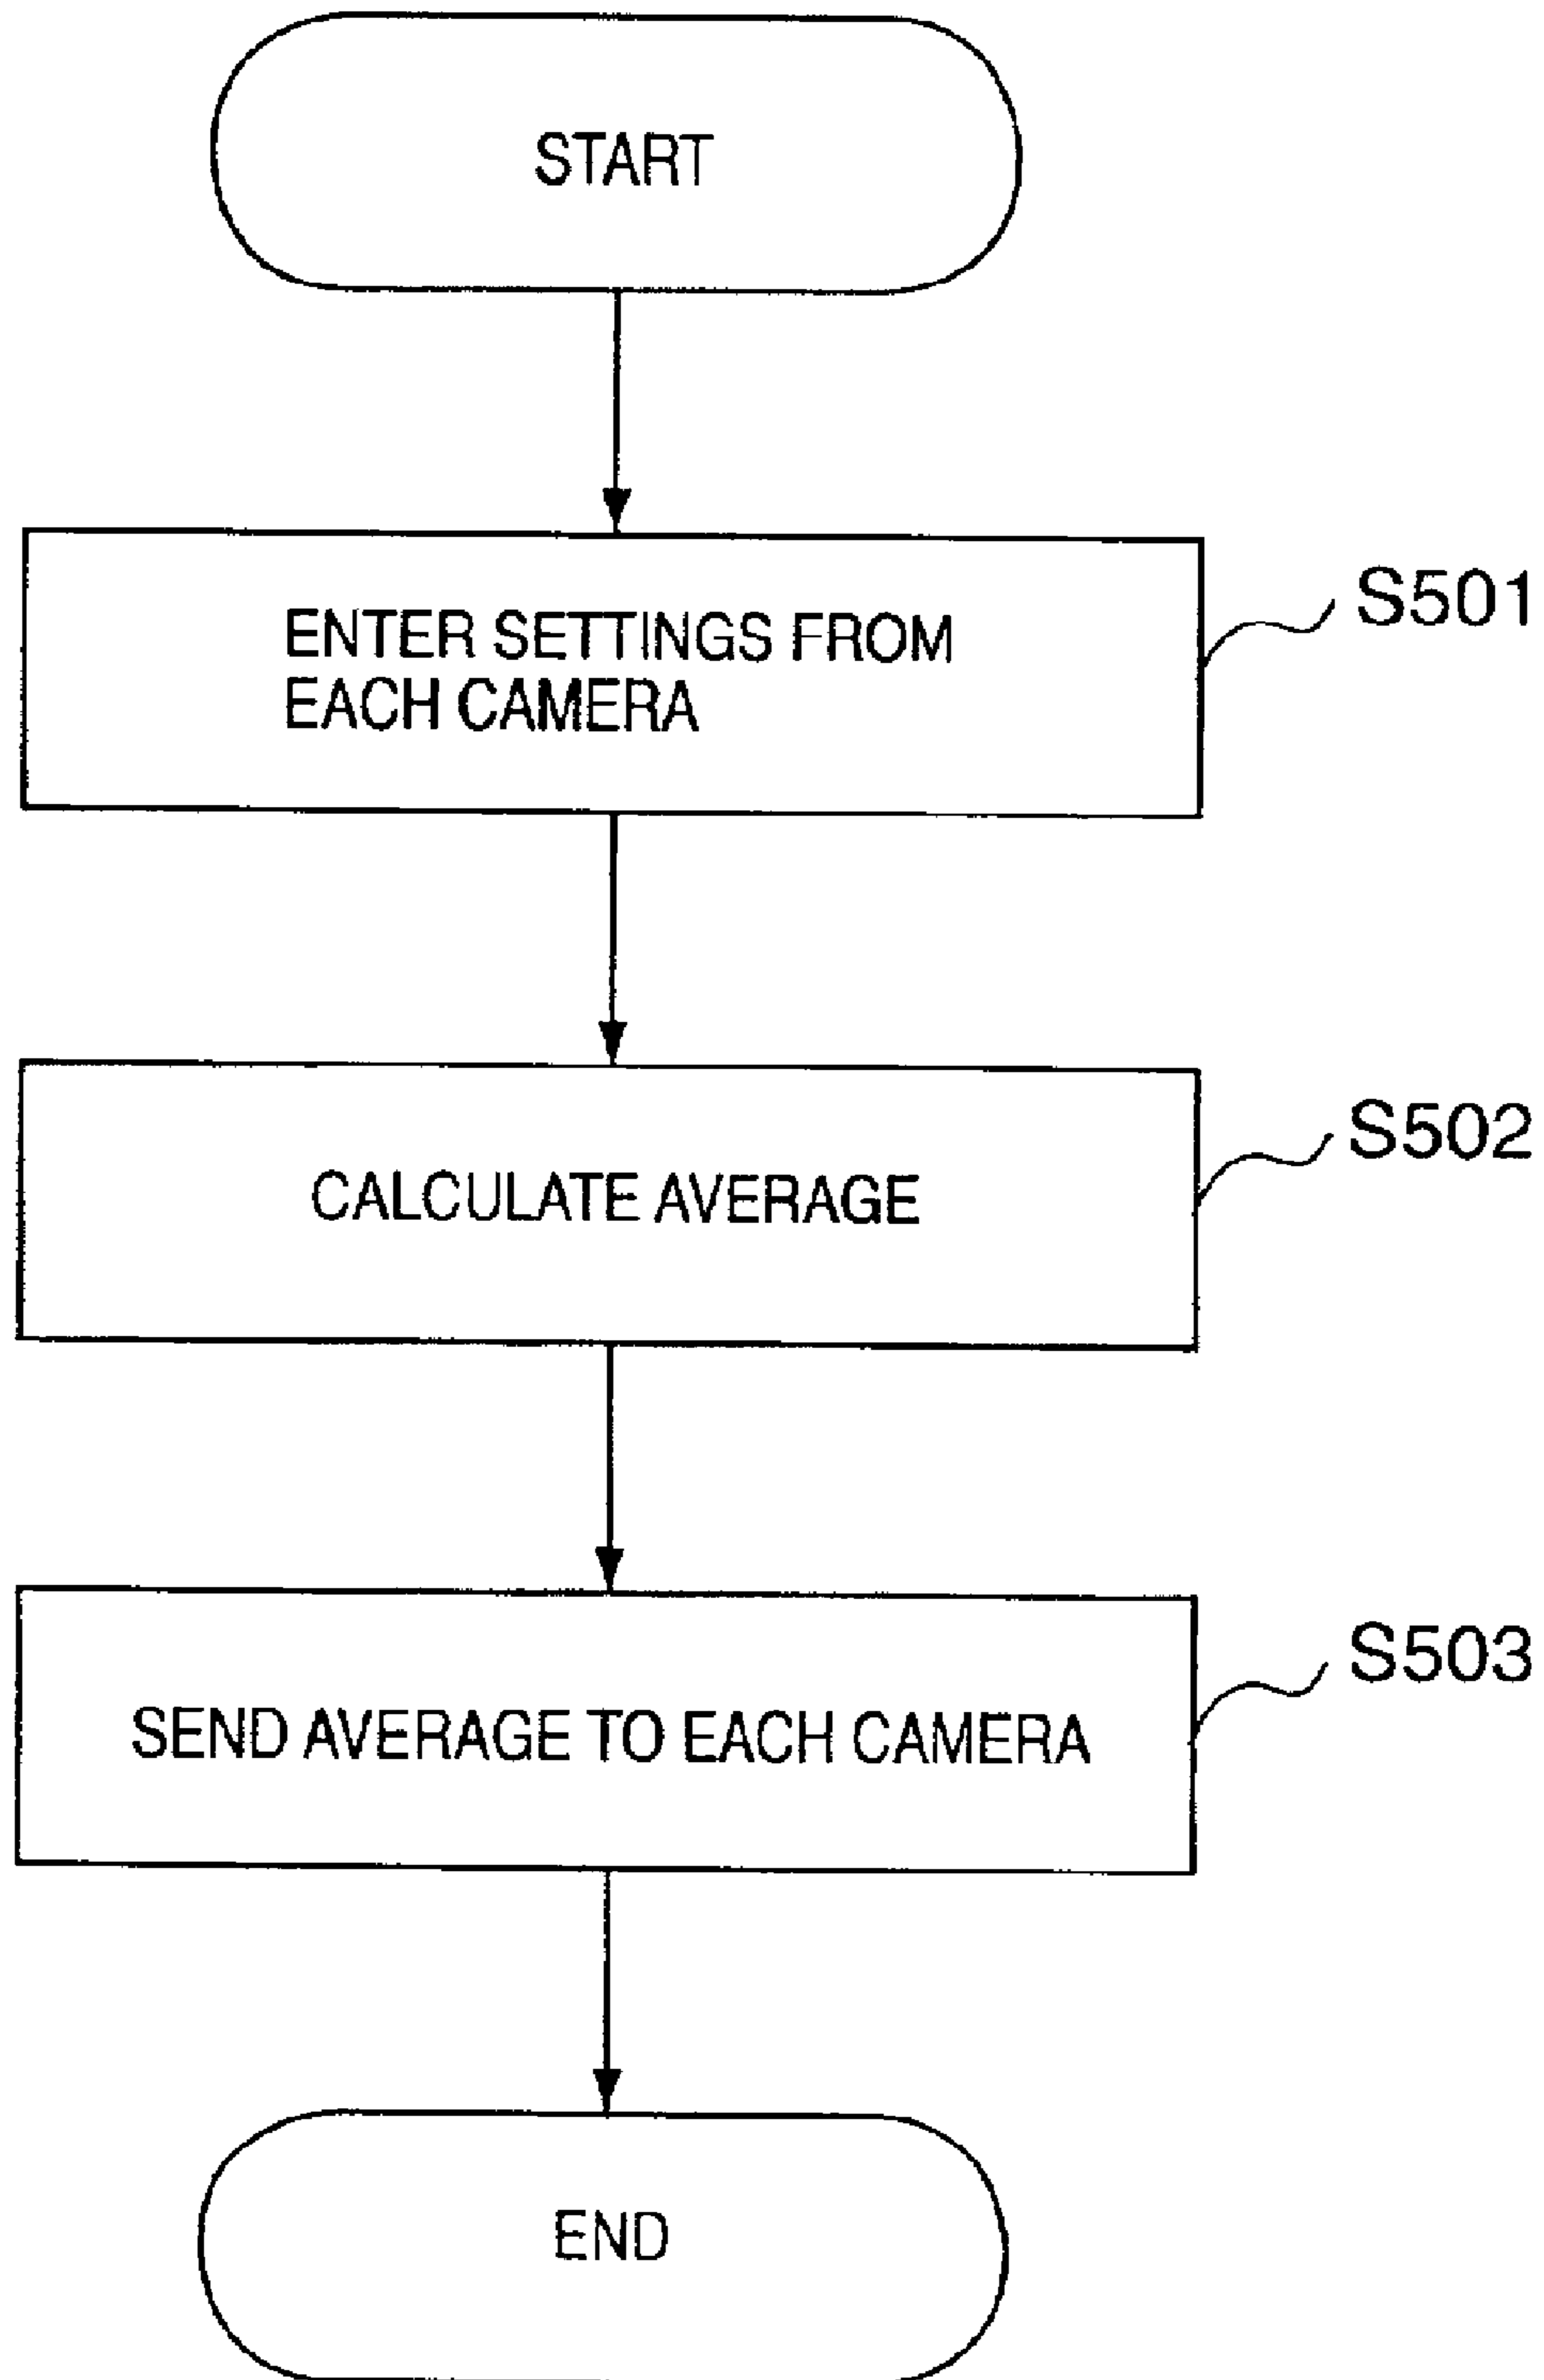 START
ENTER SETTINGS FROM
EACH CAMERA
S501
CALCULATE AVERAGE
S502
SEND AVERAGE TO EACH CAMERA
S503
END